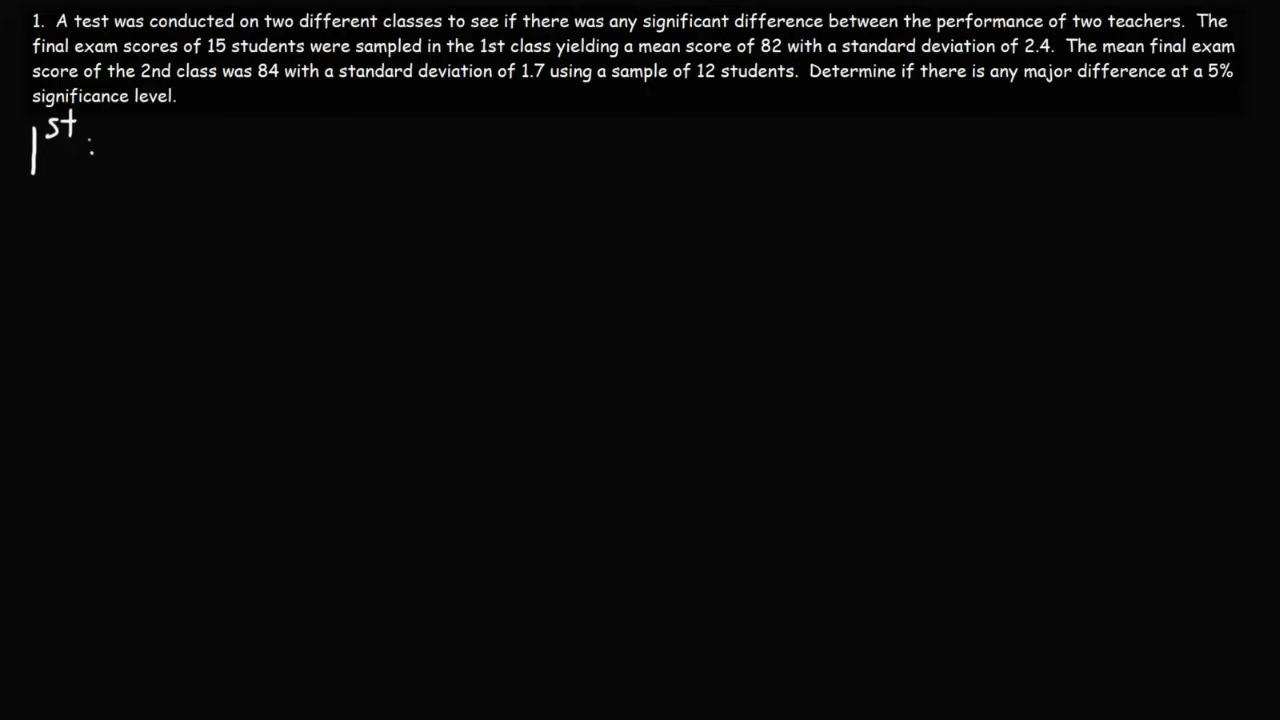 1. A test was conducted on two different classes to see if there was any significant difference between the performance of two teachers. The
final exam scores of 15 students were sampled in the 1st class yielding a mean score of 82 with a standard deviation of 2.4. The mean final exam
score of the 2nd class was 84 with a standard deviation of 1.7 using a sample of 12 students. Determine if there is any major difference at a 5%
significance level.
1st :